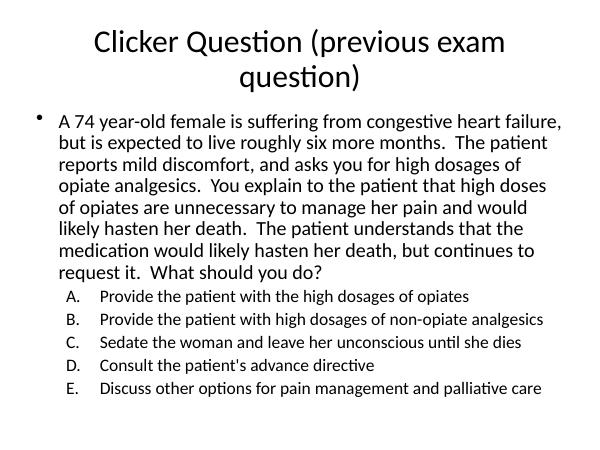 Clicker Question (previous exam
question)
• A 74 year-old female is suffering from congestive heart failure,
but is expected to live roughly six more months.  The patient
reports mild discomfort, and asks you for high dosages of
opiate analgesics.  You explain to the patient that high doses
of opiates are unnecessary to manage her pain and would
likely hasten her death.  The patient understands that the
medication would likely hasten her death, but continues to
request it.  What should you do?
A. Provide the patient with the high dosages of opiates
B. Provide the patient with high dosages of non-opiate analgesics
C. Sedate the woman and leave her unconscious until she dies
D. Consult the patient's advance directive
E. Discuss other options for pain management and palliative care